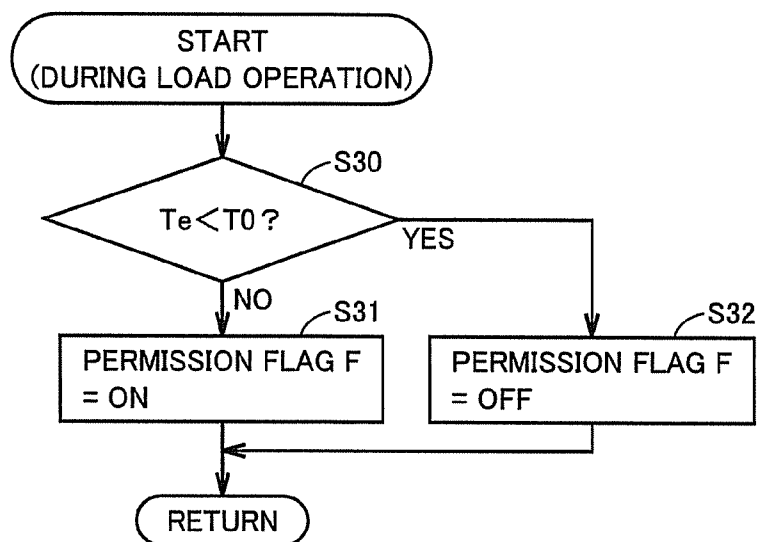 START
(DURING LOAD OPERATION)
S30
Te<T0?
YES
NO
S31
S32
PERMISSION FLAG F
= ON
PERMISSION FLAG F
= OFF
RETURN